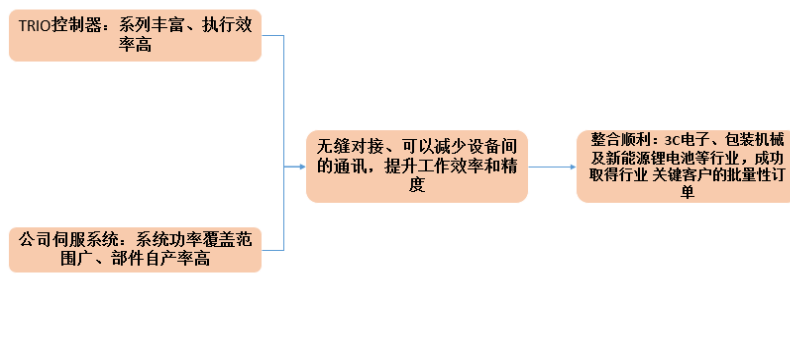 TRIO控制器：系列丰富、执行效
率高
无缝对接、可以减少设备间
的通讯，提升工作效率和精
度
整合顺利：3C电子、包装机械
及新能源锂电池等行业，成功
取得行业 关键客户的批量性订
单
公司伺服系统：系统功率覆盖范
围广、部件自产率高